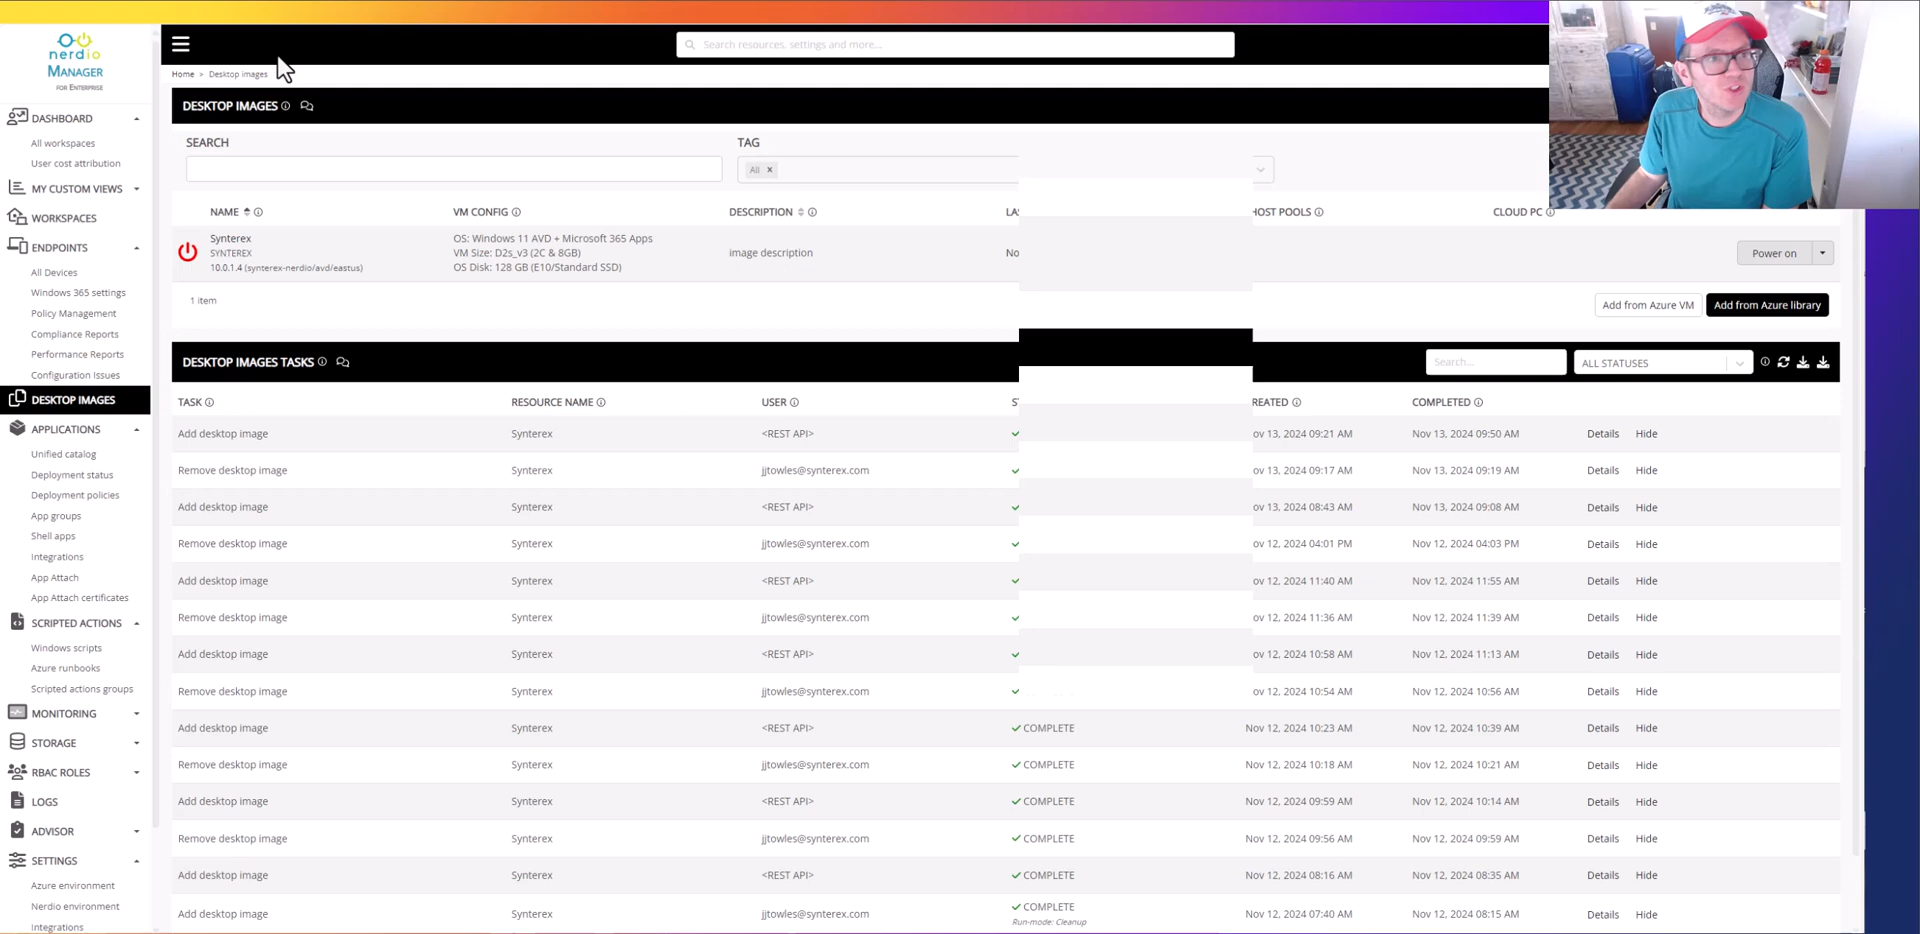 nerdio
MANAGER
FOR ENTERPRISE
Search resources, settings and more...
Home > Desktop images
DASHBOARD
All workspaces
User cost attribution
MY CUSTOM VIEWS
WORKSPACES
ENDPOINTS
All Devices
Windows 365 settings
Policy Management
Compliance Reports
Performance Reports
Configuration Issues
DESKTOP IMAGES
APPLICATIONS
Unified catalog
Deployment status
Deployment policies
App groups
Shell apps
Integrations
App Attach
App Attach certificates
SCRIPTED ACTIONS
Windows scripts
Azure runbooks
Scripted actions groups
MONITORING
STORAGE
RBAC ROLES
LOGS
ADVISOR
SETTINGS
Azure environment
Nerdio environment
Integrations
DESKTOP IMAGES
SEARCH TAG
All ×
NAME VM CONFIG DESCRIPTION LAS HOST POOLS CLOUD PC
Synterex
SYNTEREX
10.0.1.4 (synterex-nerdio/avd/eastus)
OS: Windows 11 AVD + Microsoft 365 Apps
VM Size: D2s_v3 (2C & 8GB)
OS Disk: 128 GB (E10/Standard SSD)
image description No Power on
1 item Add from Azure VM Add from Azure library
DESKTOP IMAGES TASKS Search... ALL STATUSES
TASK RESOURCE NAME USER ST REATED COMPLETED
Add desktop image Synterex <REST API> ov 13, 2024 09:21 AM Nov 13, 2024 09:50 AM Details Hide
Remove desktop image Synterex jjtowles@synterex.com ov 13, 2024 09:17 AM Nov 13, 2024 09:19 AM Details Hide
Add desktop image Synterex <REST API> ov 13, 2024 08:43 AM Nov 13, 2024 09:08 AM Details Hide
Remove desktop image Synterex jjtowles@synterex.com ov 12, 2024 04:01 PM Nov 12, 2024 04:03 PM Details Hide
Add desktop image Synterex <REST API> ov 12, 2024 11:40 AM Nov 12, 2024 11:55 AM Details Hide
Remove desktop image Synterex jjtowles@synterex.com ov 12, 2024 11:36 AM Nov 12, 2024 11:39 AM Details Hide
Add desktop image Synterex <REST API> ov 12, 2024 10:58 AM Nov 12, 2024 11:13 AM Details Hide
Remove desktop image Synterex jjtowles@synterex.com ov 12, 2024 10:54 AM Nov 12, 2024 10:56 AM Details Hide
Add desktop image Synterex <REST API> COMPLETE Nov 12, 2024 10:23 AM Nov 12, 2024 10:39 AM Details Hide
Remove desktop image Synterex jjtowles@synterex.com COMPLETE Nov 12, 2024 10:18 AM Nov 12, 2024 10:21 AM Details Hide
Add desktop image Synterex <REST API> COMPLETE Nov 12, 2024 09:59 AM Nov 12, 2024 10:14 AM Details Hide
Remove desktop image Synterex jjtowles@synterex.com COMPLETE Nov 12, 2024 09:56 AM Nov 12, 2024 09:59 AM Details Hide
Add desktop image Synterex <REST API> COMPLETE Nov 12, 2024 08:16 AM Nov 12, 2024 08:35 AM Details Hide
Add desktop image Synterex jjtowles@synterex.com COMPLETE Nov 12, 2024 07:40 AM Nov 12, 2024 08:15 AM Details Hide
Run-mode: Cleanup